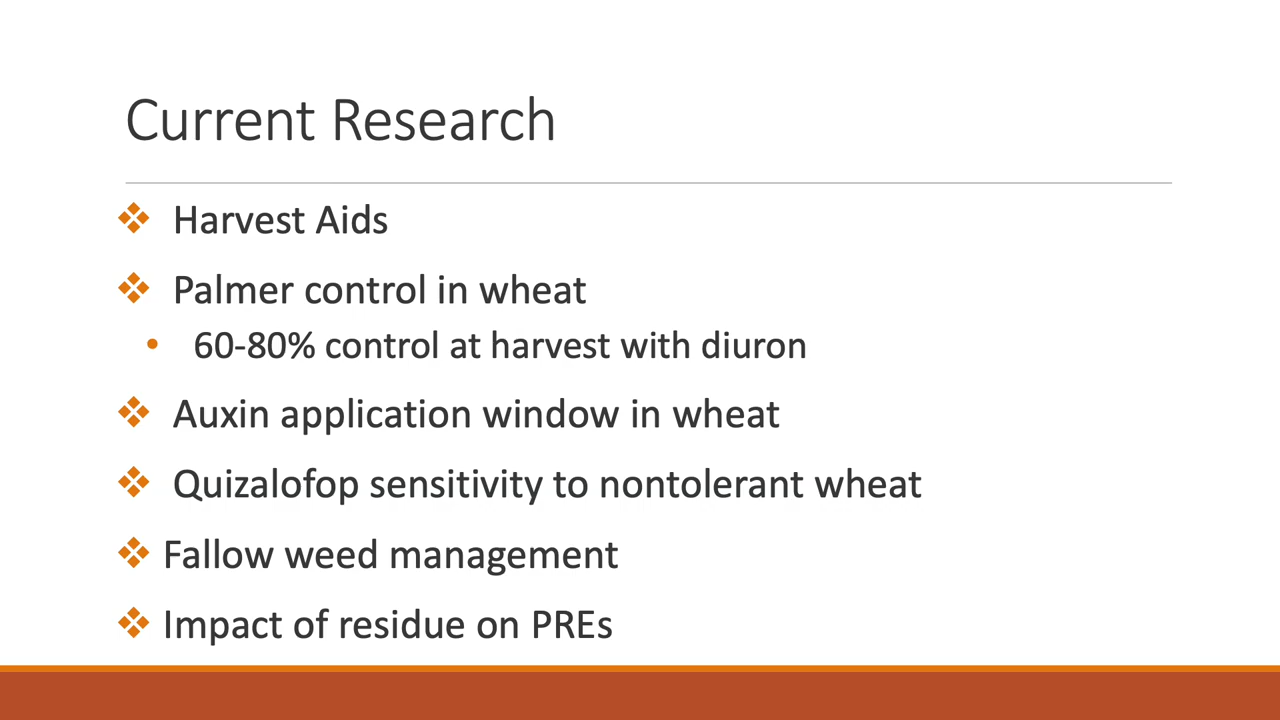 Current Research
❖ Harvest Aids
❖ Palmer control in wheat
• 60-80% control at harvest with diuron
❖ Auxin application window in wheat
❖ Quizalofop sensitivity to nontolerant wheat
❖ Fallow weed management
❖ Impact of residue on PREs